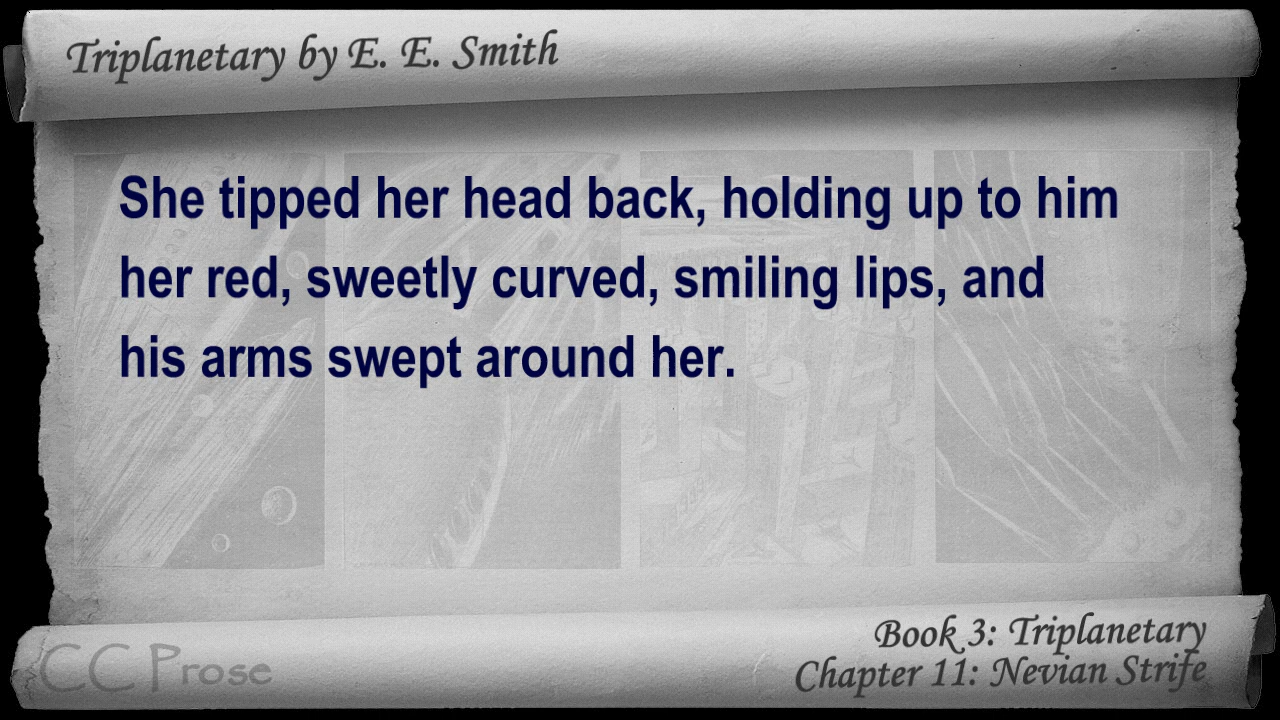 Triplanetary by E. E. Smith
She tipped her head back, holding up to him
her red, sweetly curved, smiling lips, and
his arms swept around her.
Book 3: Triplanetary
Chapter 11: Nevian Strife
CC Prose